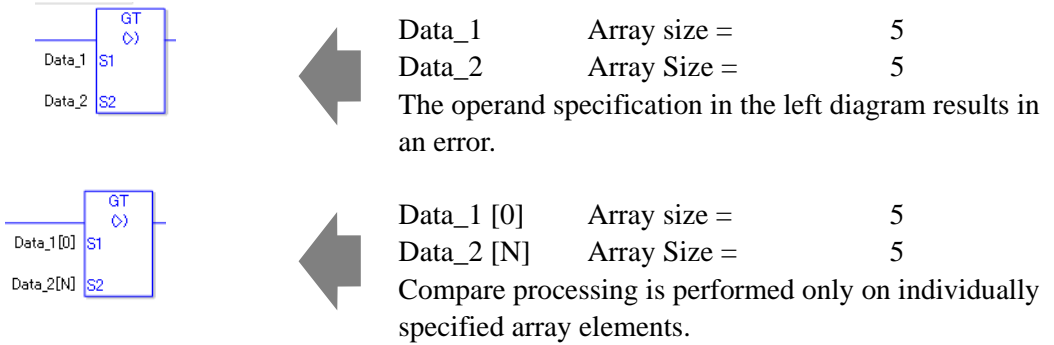 GT
(>)
Data_1 S1
Data_2 S2
Data_1 Array size = 5
Data_2 Array Size = 5
The operand specification in the left diagram results in
an error.
GT
(>)
Data_1[0] S1
Data_2[N] S2
Data_1 [0] Array size = 5
Data_2 [N] Array Size = 5
Compare processing is performed only on individually
specified array elements.